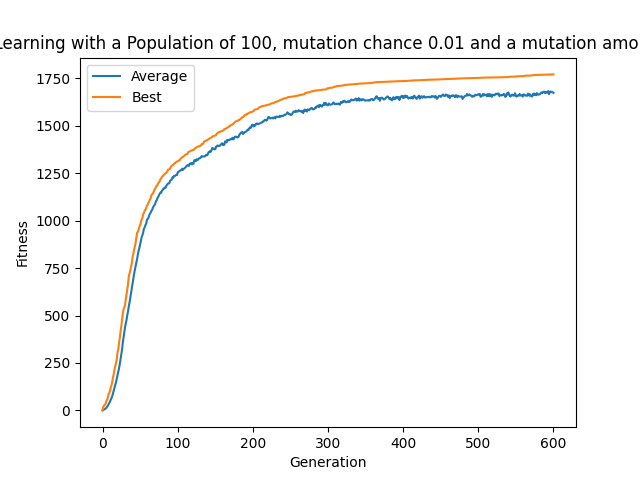 Learning with a Population of 100, mutation chance 0.01 and a mutation amo
Average
Best
1750
1500
1250
1000
750
500
250
0
Fitness
0 100 200 300 400 500 600
Generation